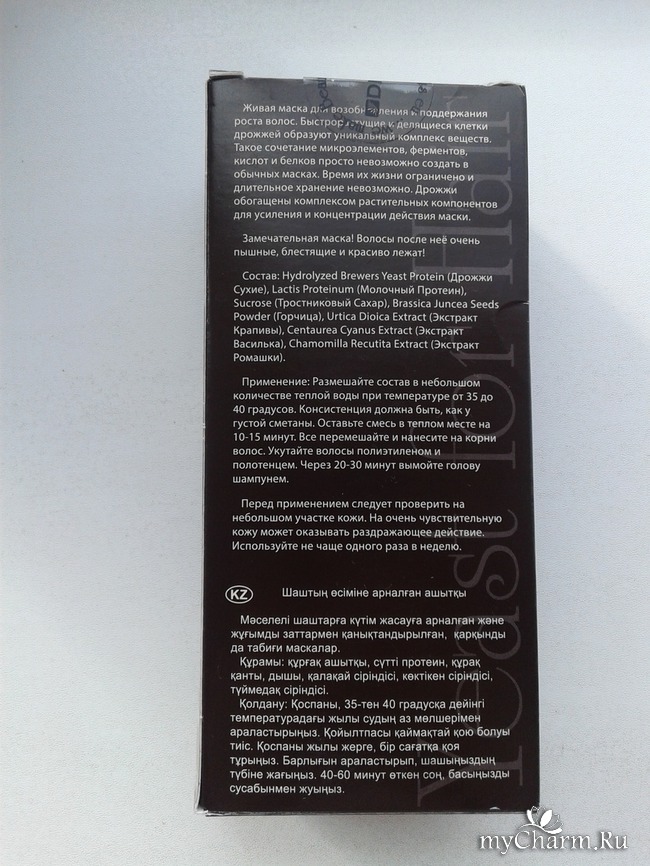 Живая маска для возобновления и поддержания
роста волос. Быстрорастущие и делящиеся клетки
дрожжей образуют уникальный комплекс веществ.
Такое сочетание микроэлементов, ферментов,
кислот и белков просто невозможно создать в
обычных масках. Время их жизни ограничено и
длительное хранение невозможно. Дрожжи
обогащены комплексом растительных компонентов
для усиления и концентрации действия маски.
Замечательная маска! Волосы после неё очень
пышные, блестящие и красиво лежат!
Состав: Hydrolyzed Brewers Yeast Protein (Дрожжи
Сухие), Lactis Proteinum (Молочный Протеин),
Sucrose (Тростниковый Сахар), Brassica Juncea Seeds
Powder (Горчица), Urtica Dioica Extract (Экстракт
Крапивы), Centaurea Cyanus Extract (Экстракт
Василька), Chamomilla Recutita Extract (Экстракт
Ромашки).
Применение: Размешайте состав в небольшом
количестве теплой воды при температуре от 35 до
40 градусов. Консистенция должна быть, как у
густой сметаны. Оставьте смесь в теплом месте на
10-15 минут. Все перемешайте и нанесите на корни
волос. Укутайте волосы полиэтиленом и
полотенцем. Через 20-30 минут вымойте голову
шампунем.
Перед применением следует проверить на
небольшом участке кожи. На очень чувствительную
кожу может оказывать раздражающее действие.
Используйте не чаще одного раза в неделю.
KZ Шаштың өсіміне арналған ашытқы
Мәселелі шаштарға күтім жасауға арналған және
жұғымды заттармен қанықтандырылған, қарқынды
да табиғи маскалар.
Құрамы: құрғақ ашытқы, сүтті протеин, құрақ
қанты, дышы, қалақай сіріндісі, көктікен сіріндісі,
түймедақ сіріндісі.
Қолдану: Қоспаны, 35-тен 40 градусқа дейінгі
температурадағы жылы судың аз мөлшерімен
араластырыңыз. Қойылтпасы қаймақтай қою болуы
тиіс. Қоспаны жылы жерге, бір сағатқа қоя
тұрыңыз. Барлығын араластырып, шашыңыздың
түбіне жағыңыз. 40-60 минут өткен соң, басыңызды
сусабынмен жуыңыз.
Yeast for Hair
myCharm.Ru